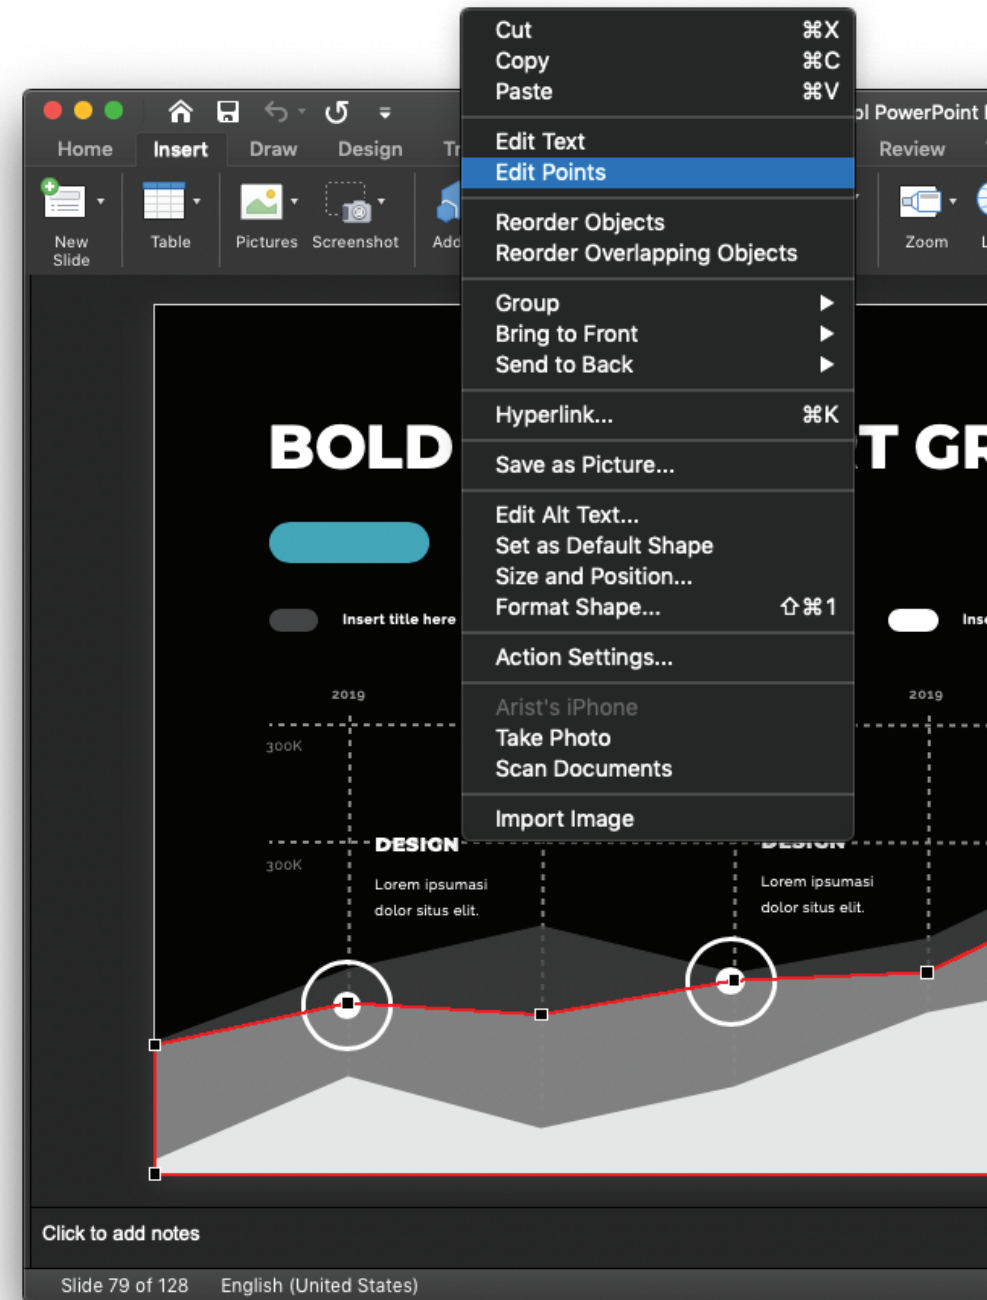 Cut ⌘X
Copy ⌘C
Paste ⌘V
Edit Text
Edit Points
Reorder Objects
Reorder Overlapping Objects
Group
Bring to Front
Send to Back
Hyperlink... ⌘K
Save as Picture...
Edit Alt Text...
Set as Default Shape
Size and Position...
Format Shape... ⇧⌘1
Action Settings...
Arist's iPhone
Take Photo
Scan Documents
Import Image
PowerPoint
Home Insert Draw Design Review
New Slide
Table
Pictures
Screenshot
Add
Zoom
BOLD
Insert title here
2019 2019
300K
300K
DESIGN
Lorem ipsumasi
dolor situs elit.
DESIGN
Lorem ipsumasi
dolor situs elit.
Click to add notes
Slide 79 of 128 English (United States)